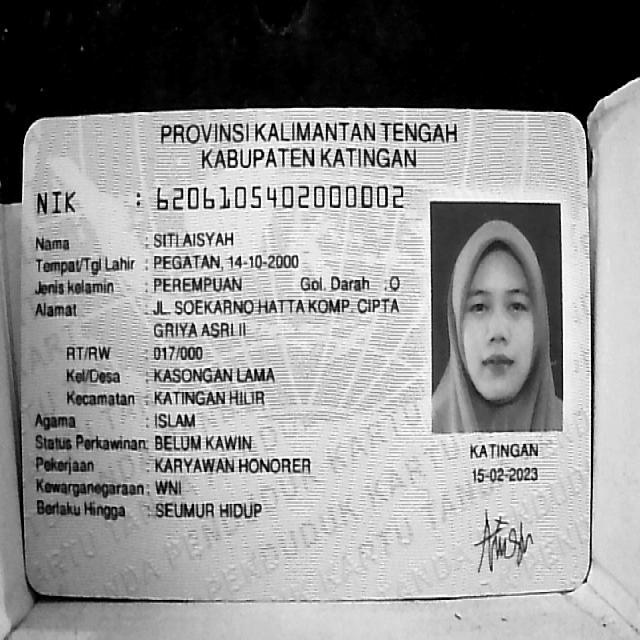 PROVINSI KALIMANTAN TENGAH
KABUPATEN KATINGAN
NIK : 6206105402000002
Nama : SITI AISYAH
Tempat/Tgl Lahir : PEGATAN, 14-10-2000
Jenis kelamin : PEREMPUAN Gol. Darah : O
Alamat : JL. SOEKARNO HATTA KOMP. CIPTA
GRIYA ASRI II
RT/RW : 017/000
Kel/Desa : KASONGAN LAMA
Kecamatan : KATINGAN HILIR
Agama : ISLAM
Status Perkawinan: BELUM KAWIN
Pekerjaan : KARYAWAN HONORER
Kewarganegaraan: WNI
Berlaku Hingga : SEUMUR HIDUP
KATINGAN
15-02-2023